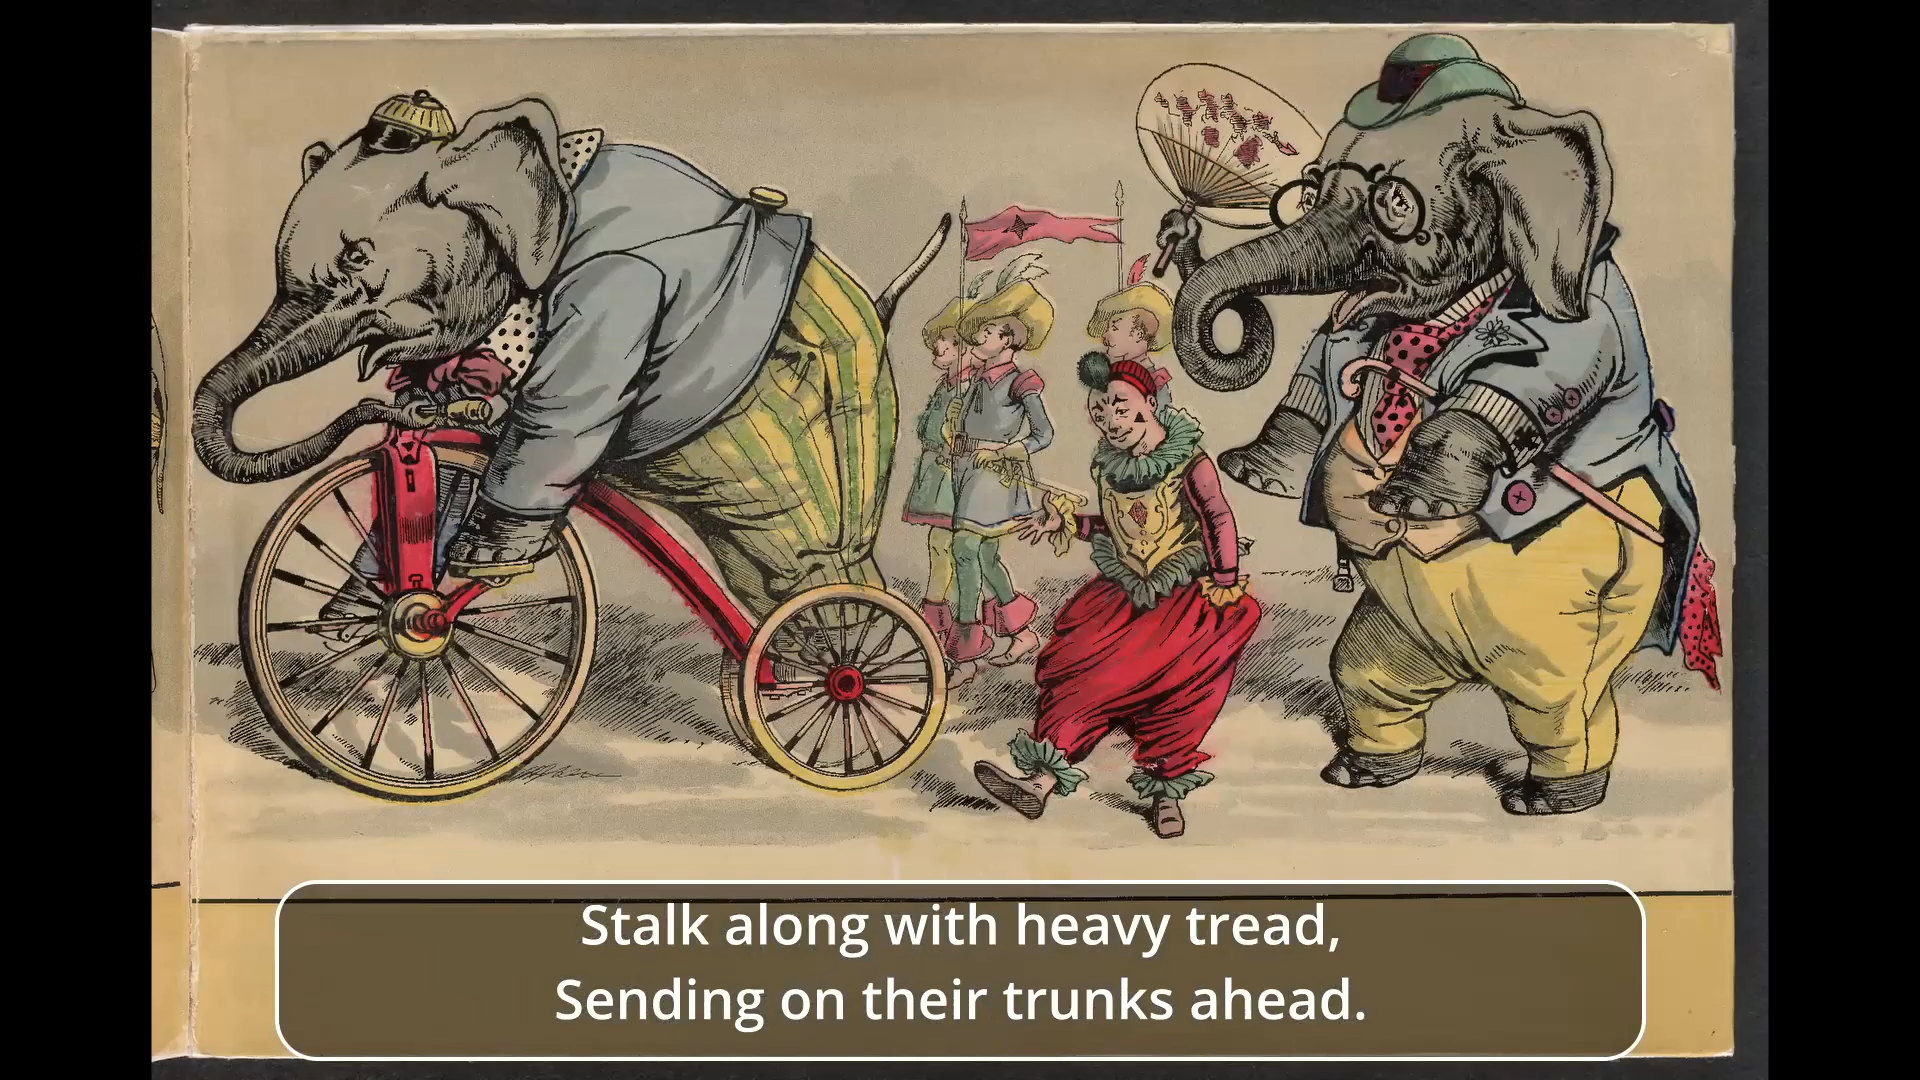 Stalk along with heavy tread,
Sending on their trunks ahead.